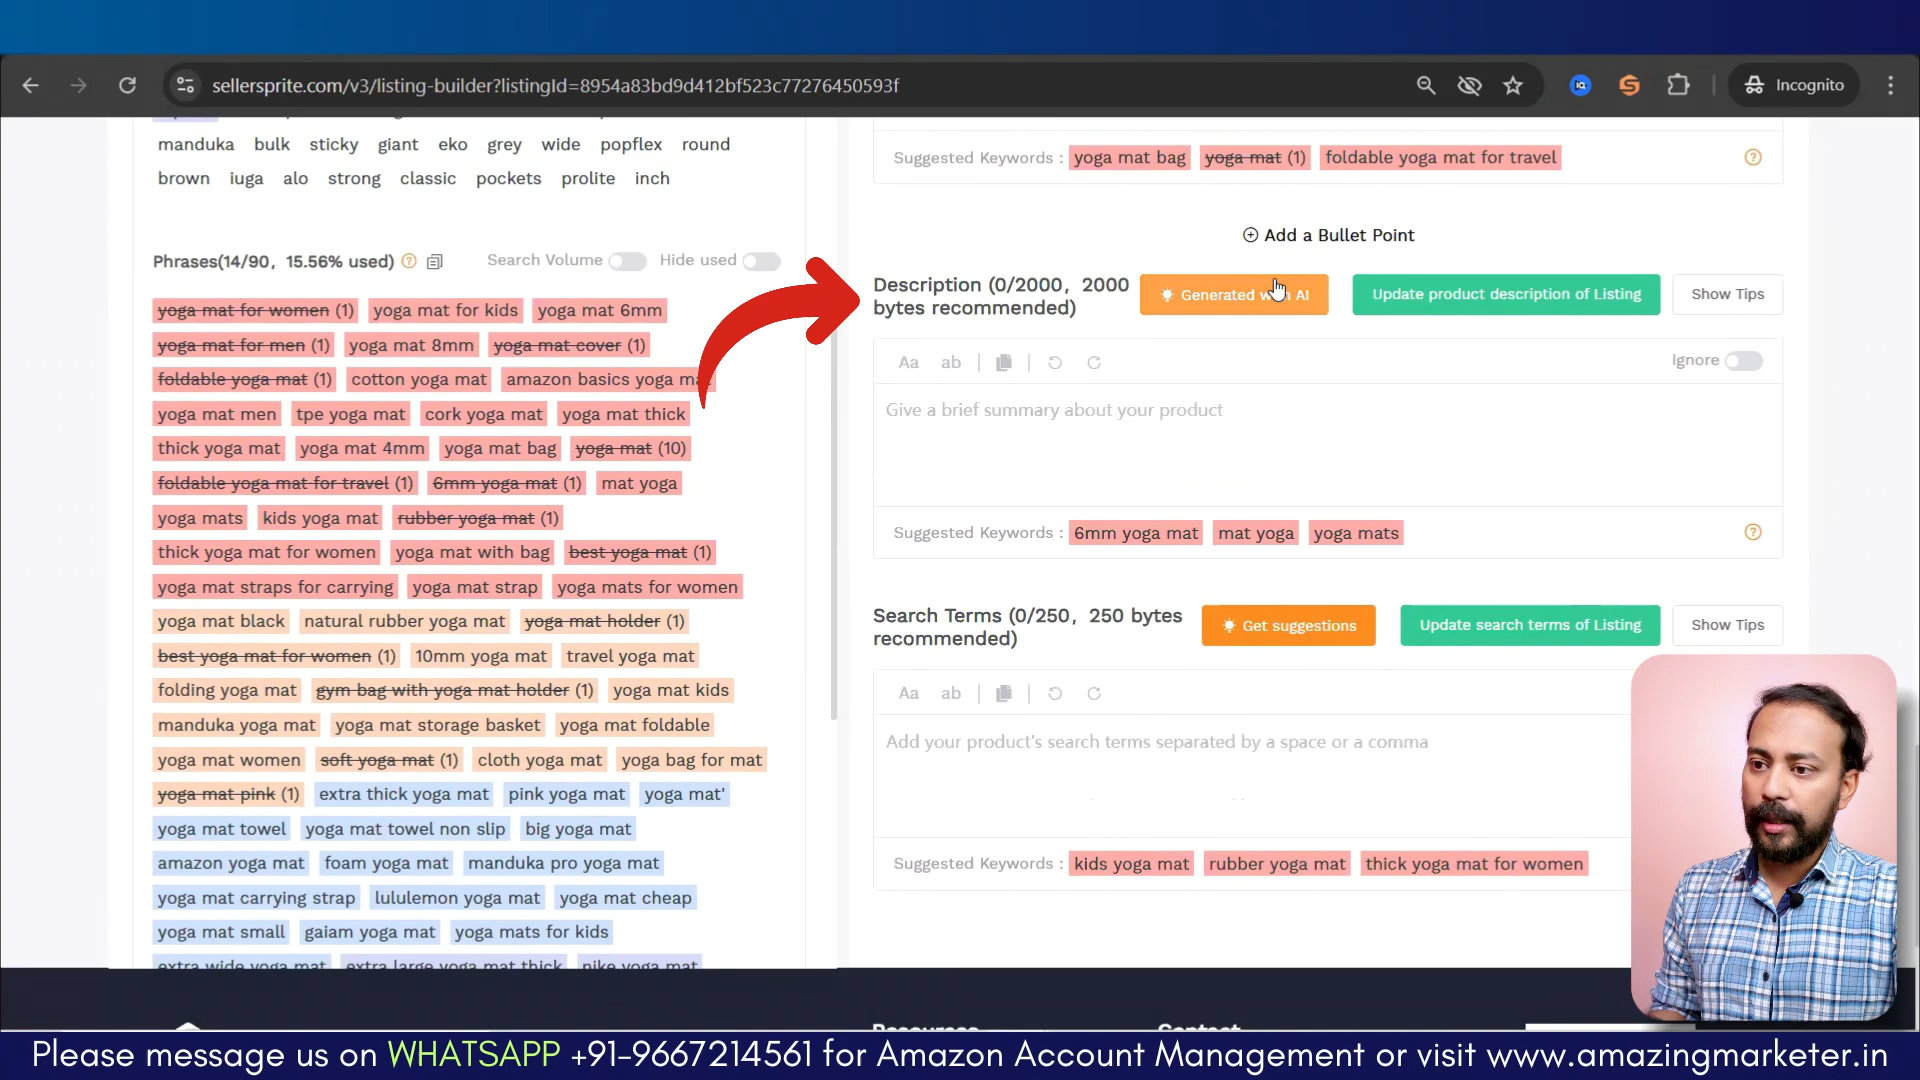 sellersprite.com/v3/listing-builder?listingId=8954a83bd9d412bf523c77276450593f
Incognito
manduka bulk sticky giant eko grey wide popflex round
brown iuga alo strong classic pockets prolite inch
Phrases(14/90, 15.56% used) Search Volume Hide used
yoga mat for women (1) yoga mat for kids yoga mat 6mm
yoga mat for men (1) yoga mat 8mm yoga mat cover (1)
foldable yoga mat (1) cotton yoga mat amazon basics yoga
yoga mat men tpe yoga mat cork yoga mat yoga mat thick
thick yoga mat yoga mat 4mm yoga mat bag yoga mat (10)
foldable yoga mat for travel (1) 6mm yoga mat (1) mat yoga
yoga mats kids yoga mat rubber yoga mat (1)
thick yoga mat for women yoga mat with bag best yoga mat (1)
yoga mat straps for carrying yoga mat strap yoga mats for women
yoga mat black natural rubber yoga mat yoga mat holder (1)
best yoga mat for women (1) 10mm yoga mat travel yoga mat
folding yoga mat gym bag with yoga mat holder (1) yoga mat kids
manduka yoga mat yoga mat storage basket yoga mat foldable
yoga mat women soft yoga mat (1) cloth yoga mat yoga bag for mat
yoga mat pink (1) extra thick yoga mat pink yoga mat yoga mat'
yoga mat towel yoga mat towel non slip big yoga mat
amazon yoga mat foam yoga mat manduka pro yoga mat
yoga mat carrying strap lululemon yoga mat yoga mat cheap
yoga mat small gaiam yoga mat yoga mats for kids
extra wide yoga mat extra large yoga mat thick nike yoga mat
Suggested Keywords : yoga mat bag yoga mat (1) foldable yoga mat for travel
Add a Bullet Point
Description (0/2000, 2000
bytes recommended)
Generated with AI
Update product description of Listing
Show Tips
Aa ab
Ignore
Give a brief summary about your product
Suggested Keywords : 6mm yoga mat mat yoga yoga mats
Search Terms (0/250, 250 bytes
recommended)
Get suggestions
Update search terms of Listing
Show Tips
Aa ab
Add your product's search terms separated by a space or a comma
Suggested Keywords : kids yoga mat rubber yoga mat thick yoga mat for women
Resources Contact
Please message us on WHATSAPP +91-9667214561 for Amazon Account Management or visit www.amazingmarketer.in